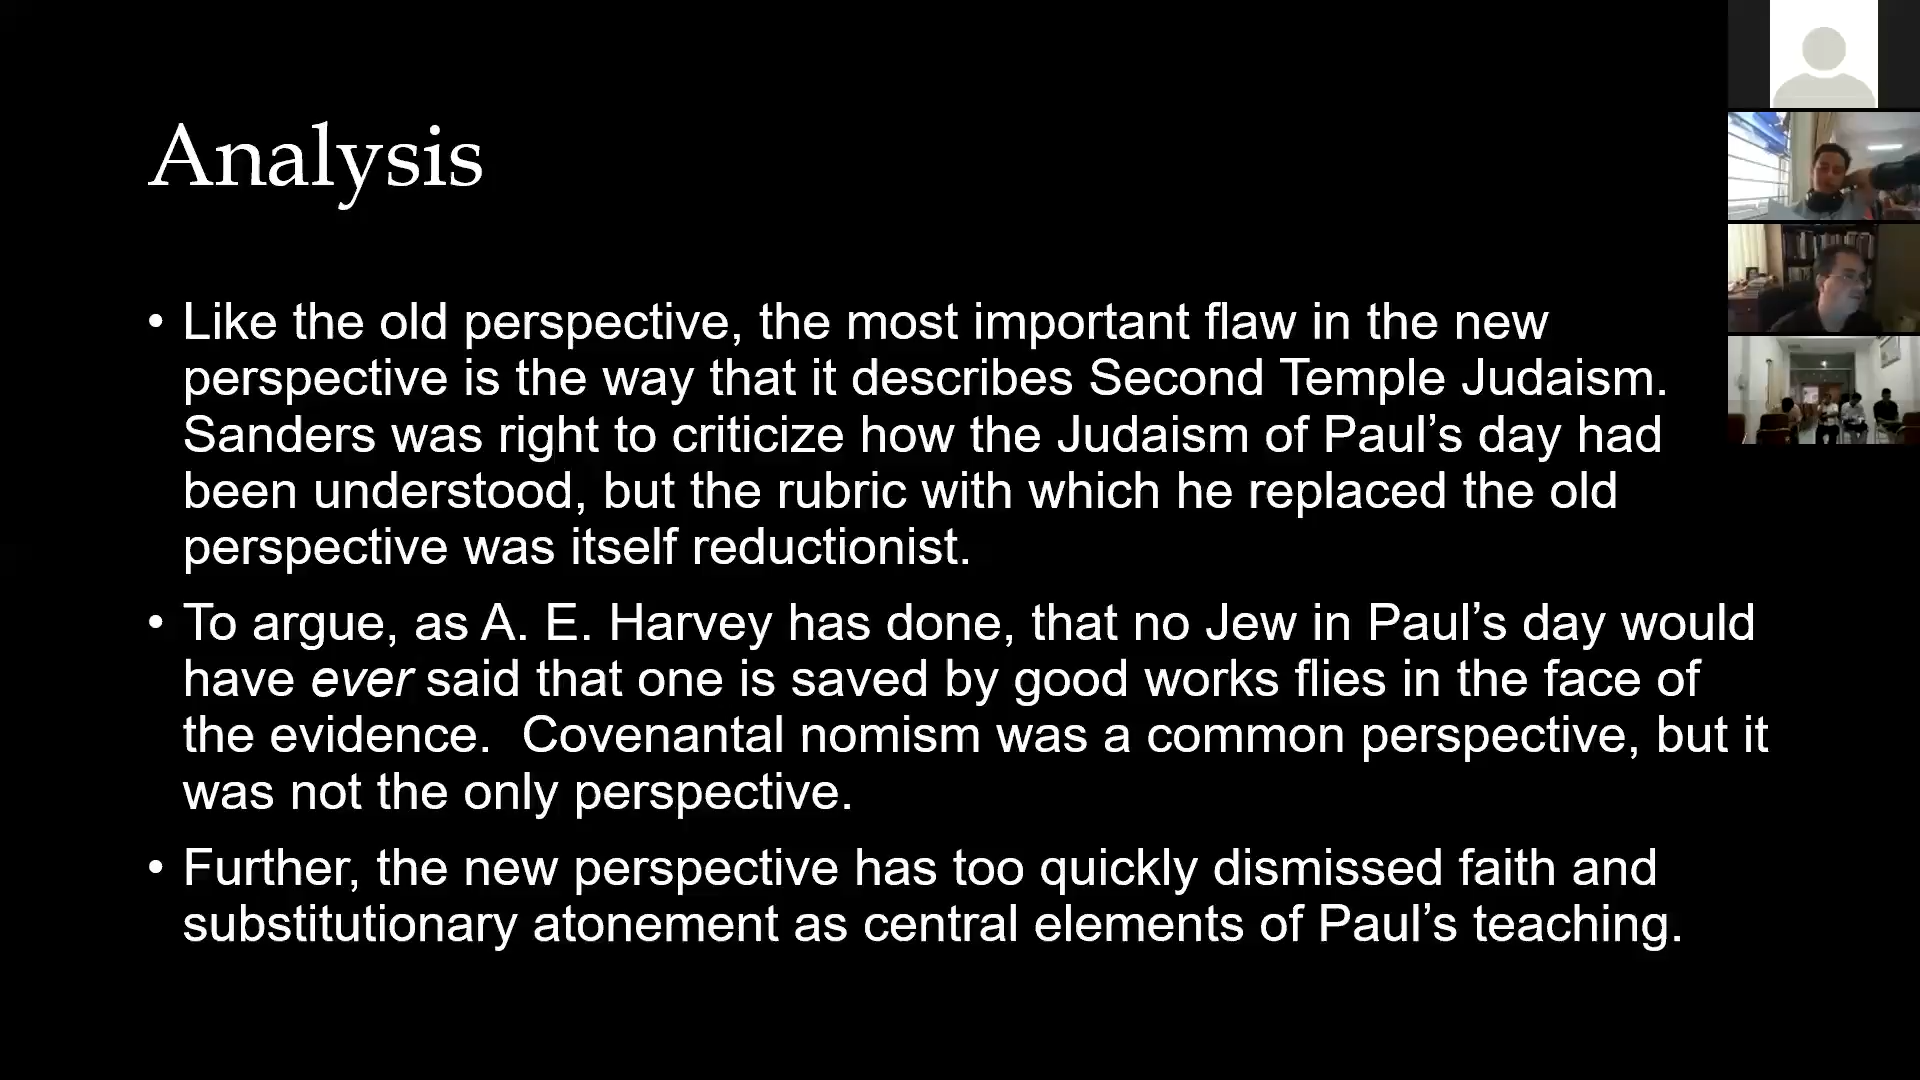 Analysis
• Like the old perspective, the most important flaw in the new
perspective is the way that it describes Second Temple Judaism.
Sanders was right to criticize how the Judaism of Paul’s day had
been understood, but the rubric with which he replaced the old
perspective was itself reductionist.
• To argue, as A. E. Harvey has done, that no Jew in Paul’s day would
have ever said that one is saved by good works flies in the face of
the evidence.  Covenantal nomism was a common perspective, but it
was not the only perspective.
• Further, the new perspective has too quickly dismissed faith and
substitutionary atonement as central elements of Paul’s teaching.